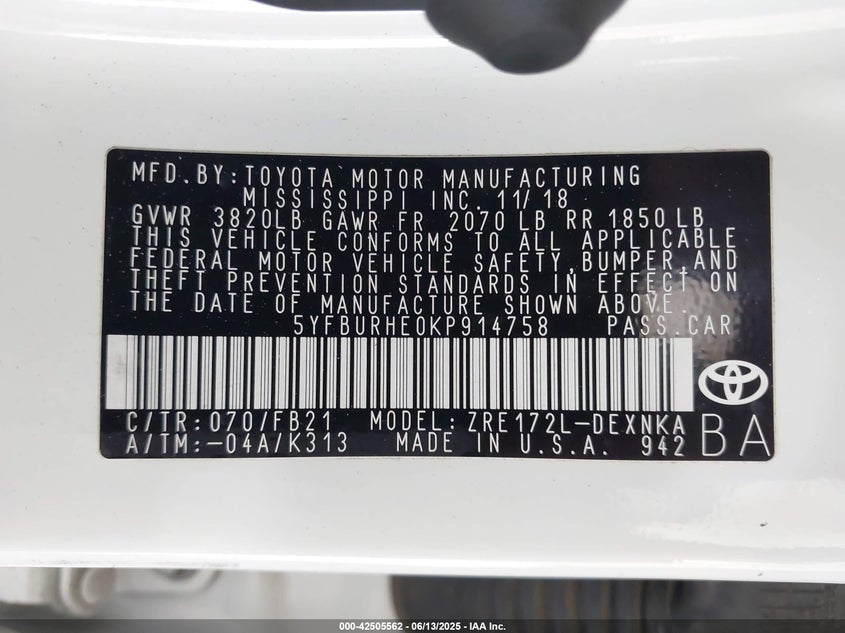 MFD.BY:TOYOTA MOTOR MANUFACTURING
MISSISSIPPI INC. 11/18
GVWR 3820LB GAWR FR 2070 LB RR 1850LB
THIS VEHICLE CONFORMS TO ALL APPLICABLE
FEDERAL MOTOR VEHICLE SAFETY,BUMPER,AND
THEFT PREVENTION STANDARDS IN EFFECT ON
THE DATE OF MANUFACTURE SHOWN ABOVE.
5YFBURHE0KP914758 PASS.CAR
C/TR:070/FB21 MODEL:ZRE172L-DEXNKA
A/TM:-04A/K313 MADE IN U.S.A. 942
BA
000-42505562 - 06/13/2025 - IAA Inc.